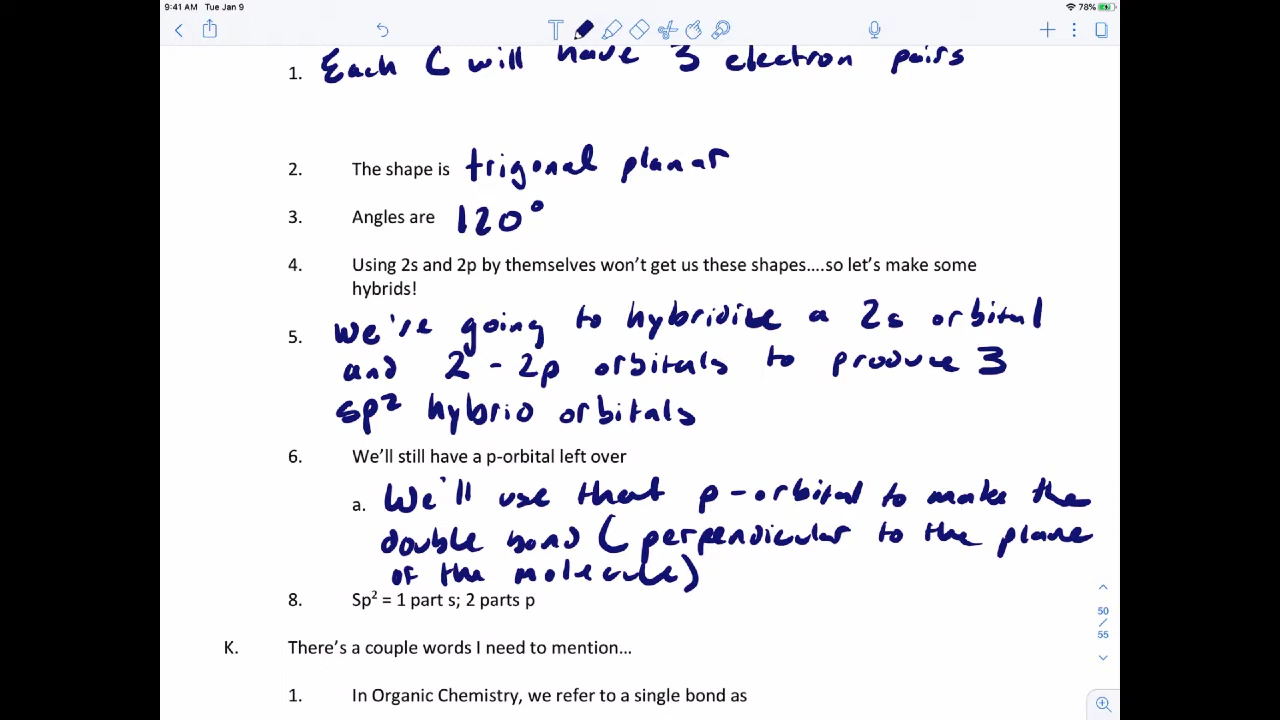 9:41 AM Tue Jan 9
78%
1. Each C will have 3 electron pairs
2. The shape is trigonal planar
3. Angles are 120°
4. Using 2s and 2p by themselves won't get us these shapes....so let's make some
hybrids!
5. We're going to hybridize a 2s orbital
and 2 - 2p orbitals to produce 3
sp² hybrid orbitals
6. We'll still have a p-orbital left over
a. We'll use that p-orbital to make the
double bond (perpendicular to the plane
of the molecule)
8. Sp² = 1 part s; 2 parts p
50
/
55
K. There's a couple words I need to mention...
1. In Organic Chemistry, we refer to a single bond as